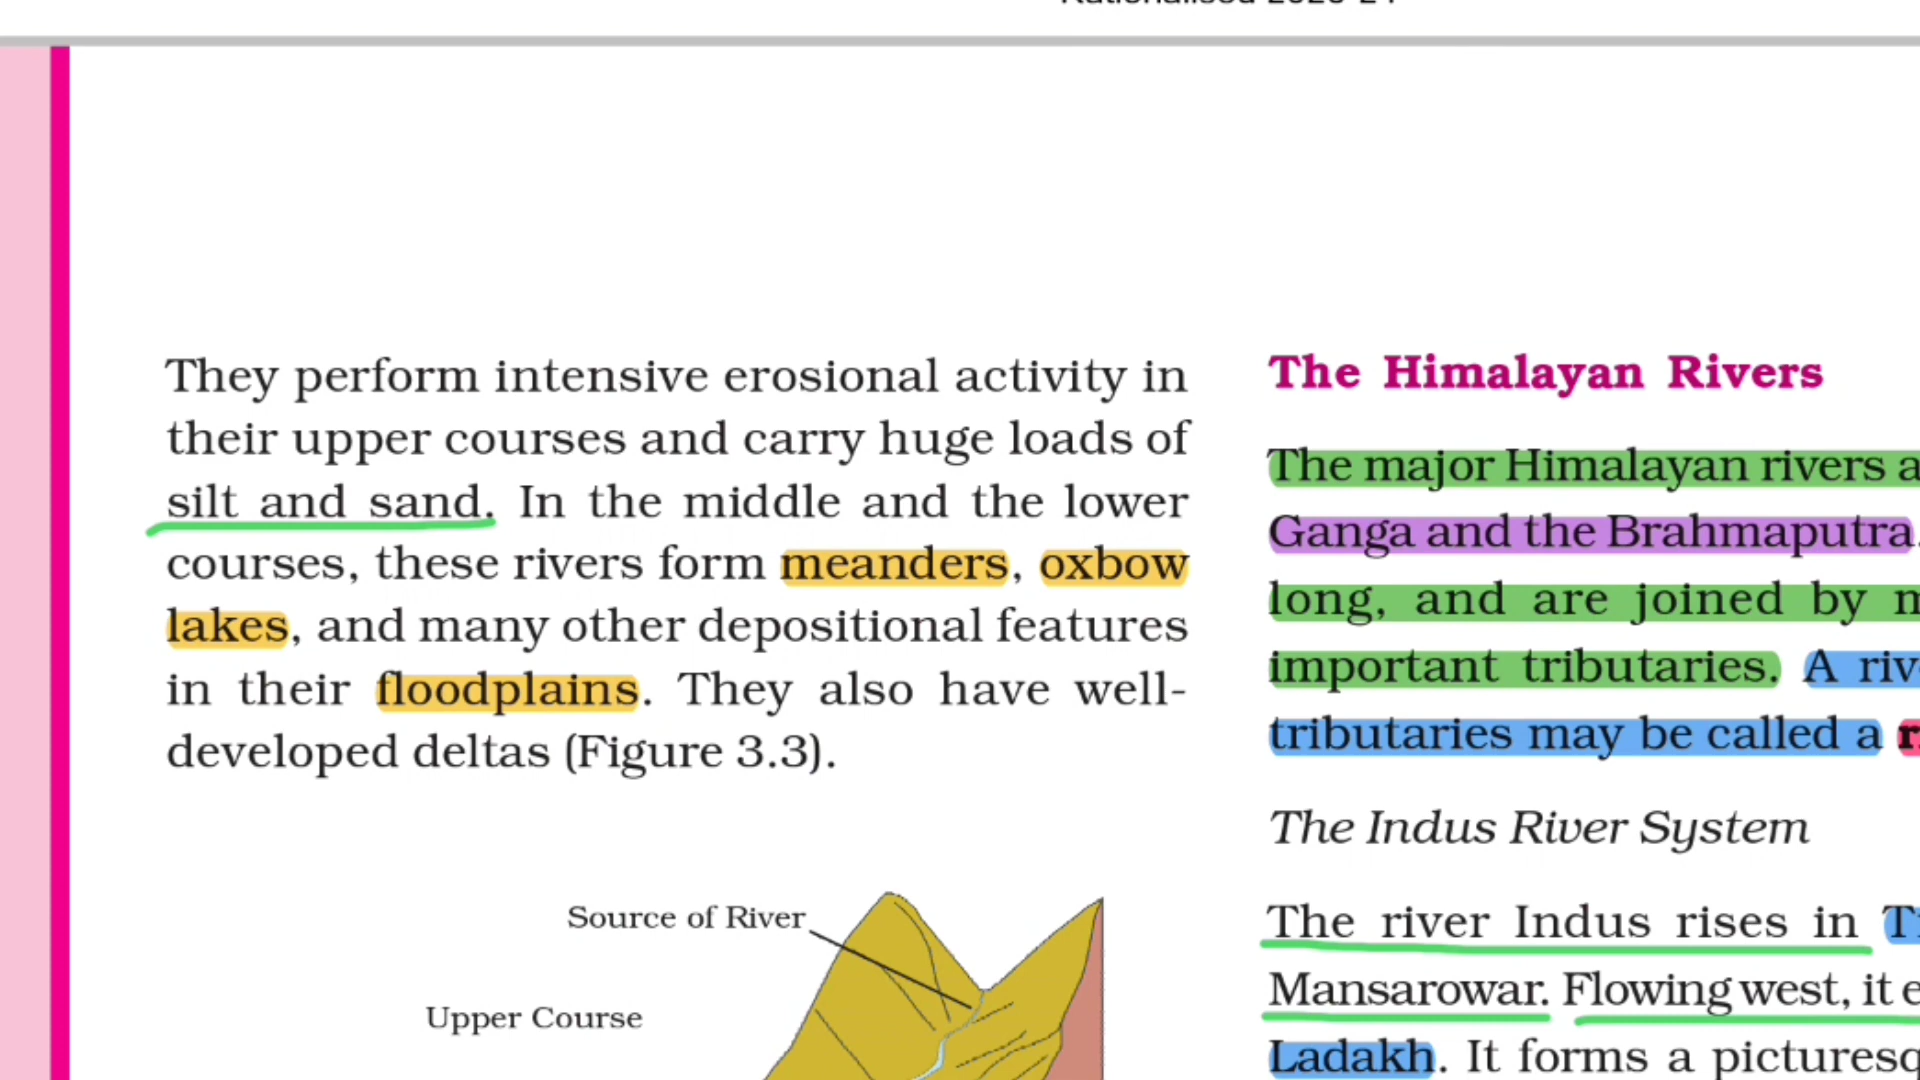 They perform intensive erosional activity in
their upper courses and carry huge loads of
silt and sand. In the middle and the lower
courses, these rivers form meanders, oxbow
lakes, and many other depositional features
in their floodplains. They also have well-
developed deltas (Figure 3.3).
Source of River
Upper Course
The Himalayan Rivers
The major Himalayan rivers
Ganga and the Brahmaputra
long, and are joined by
important tributaries. A
tributaries may be called a
The Indus River System
The river Indus rises in
Mansarowar. Flowing west, it
Ladakh. It forms a